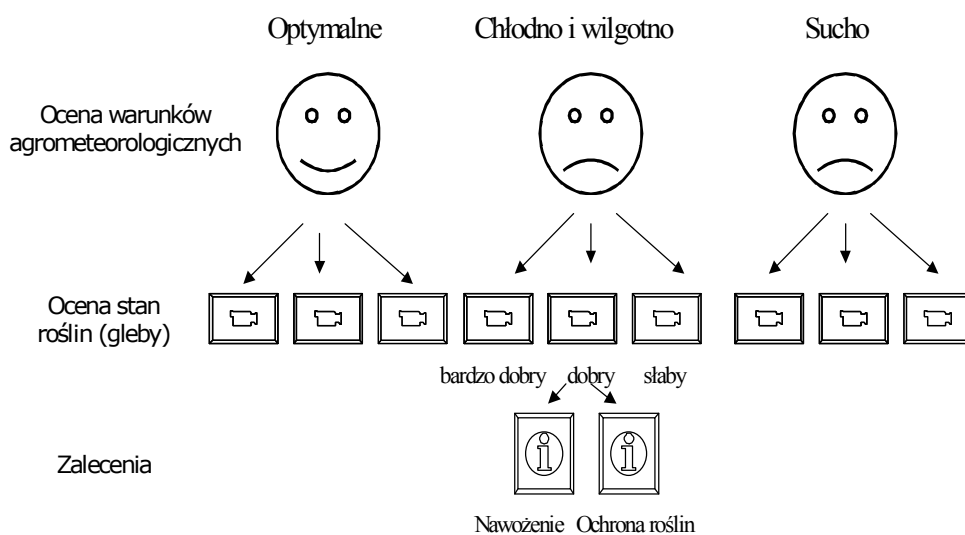 Optymalne Chłodno i wilgotno Sucho
Ocena warunków
agrometeorologicznych
Ocena stan
roślin (gleby)
bardzo dobry dobry słaby
Zalecenia
Nawożenie Ochrona roślin